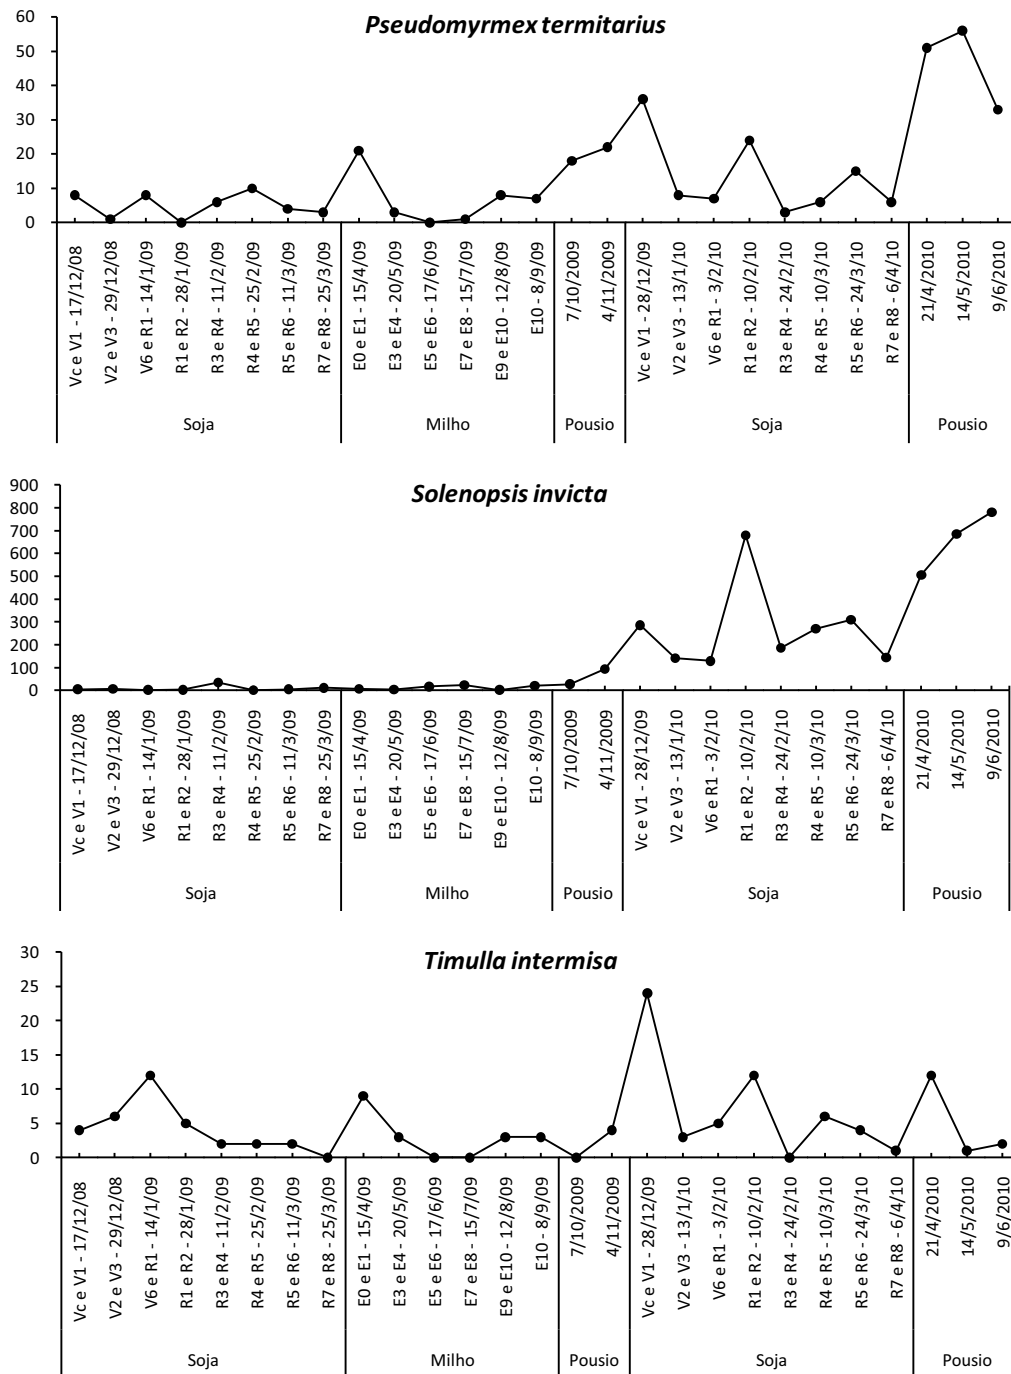 Pseudomyrmex termitarius
60
50
40
30
20
10
0
Vc e V1 - 17/12/08
V2 e V3 - 29/12/08
V6 e R1 - 14/1/09
R1 e R2 - 28/1/09
R3 e R4 - 11/2/09
R4 e R5 - 25/2/09
R5 e R6 - 11/3/09
R7 e R8 - 25/3/09
E0 e E1 - 15/4/09
E3 e E4 - 20/5/09
E5 e E6 - 17/6/09
E7 e E8 - 15/7/09
E9 e E10 - 12/8/09
E10 - 8/9/09
7/10/2009
4/11/2009
Vc e V1 - 28/12/09
V2 e V3 - 13/1/10
V6 e R1 - 3/2/10
R1 e R2 - 10/2/10
R3 e R4 - 24/2/10
R4 e R5 - 10/3/10
R5 e R6 - 24/3/10
R7 e R8 - 6/4/10
21/4/2010
14/5/2010
9/6/2010
Soja Milho Pousio Soja Pousio
Solenopsis invicta
900
800
700
600
500
400
300
200
100
0
Vc e V1 - 17/12/08
V2 e V3 - 29/12/08
V6 e R1 - 14/1/09
R1 e R2 - 28/1/09
R3 e R4 - 11/2/09
R4 e R5 - 25/2/09
R5 e R6 - 11/3/09
R7 e R8 - 25/3/09
E0 e E1 - 15/4/09
E3 e E4 - 20/5/09
E5 e E6 - 17/6/09
E7 e E8 - 15/7/09
E9 e E10 - 12/8/09
E10 - 8/9/09
7/10/2009
4/11/2009
Vc e V1 - 28/12/09
V2 e V3 - 13/1/10
V6 e R1 - 3/2/10
R1 e R2 - 10/2/10
R3 e R4 - 24/2/10
R4 e R5 - 10/3/10
R5 e R6 - 24/3/10
R7 e R8 - 6/4/10
21/4/2010
14/5/2010
9/6/2010
Soja Milho Pousio Soja Pousio
Timulla intermisa
30
25
20
15
10
5
0
Vc e V1 - 17/12/08
V2 e V3 - 29/12/08
V6 e R1 - 14/1/09
R1 e R2 - 28/1/09
R3 e R4 - 11/2/09
R4 e R5 - 25/2/09
R5 e R6 - 11/3/09
R7 e R8 - 25/3/09
E0 e E1 - 15/4/09
E3 e E4 - 20/5/09
E5 e E6 - 17/6/09
E7 e E8 - 15/7/09
E9 e E10 - 12/8/09
E10 - 8/9/09
7/10/2009
4/11/2009
Vc e V1 - 28/12/09
V2 e V3 - 13/1/10
V6 e R1 - 3/2/10
R1 e R2 - 10/2/10
R3 e R4 - 24/2/10
R4 e R5 - 10/3/10
R5 e R6 - 24/3/10
R7 e R8 - 6/4/10
21/4/2010
14/5/2010
9/6/2010
Soja Milho Pousio Soja Pousio